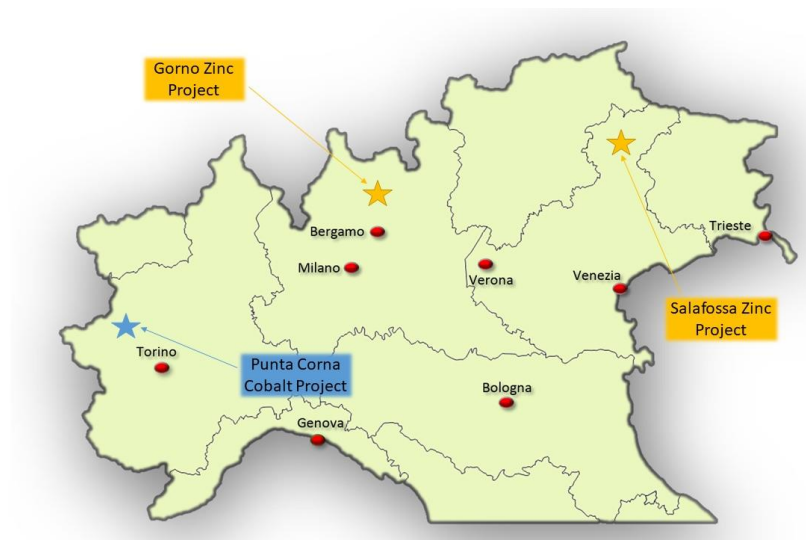 Gorno Zinc
Project
Bergamo
Milano
Verona
Trieste
Venezia
Salafossa Zinc
Project
Torino
Punta Corna
Cobalt Project
Bologna
Genova